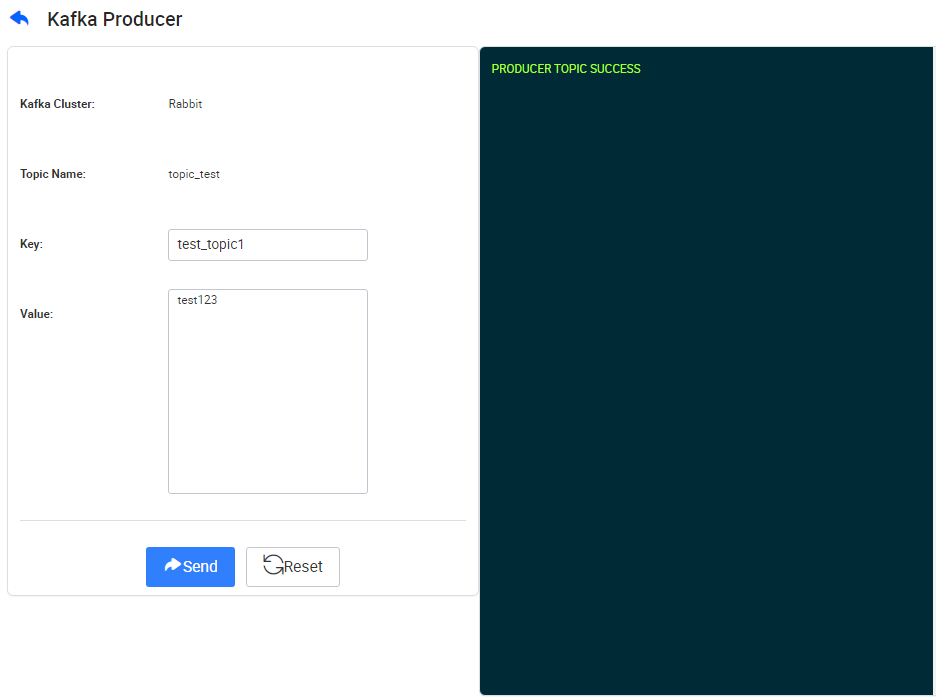 Kafka Producer
Kafka Cluster: Rabbit
Topic Name: topic_test
Key: test_topic1
Value: test123
Send Reset
PRODUCER TOPIC SUCCESS